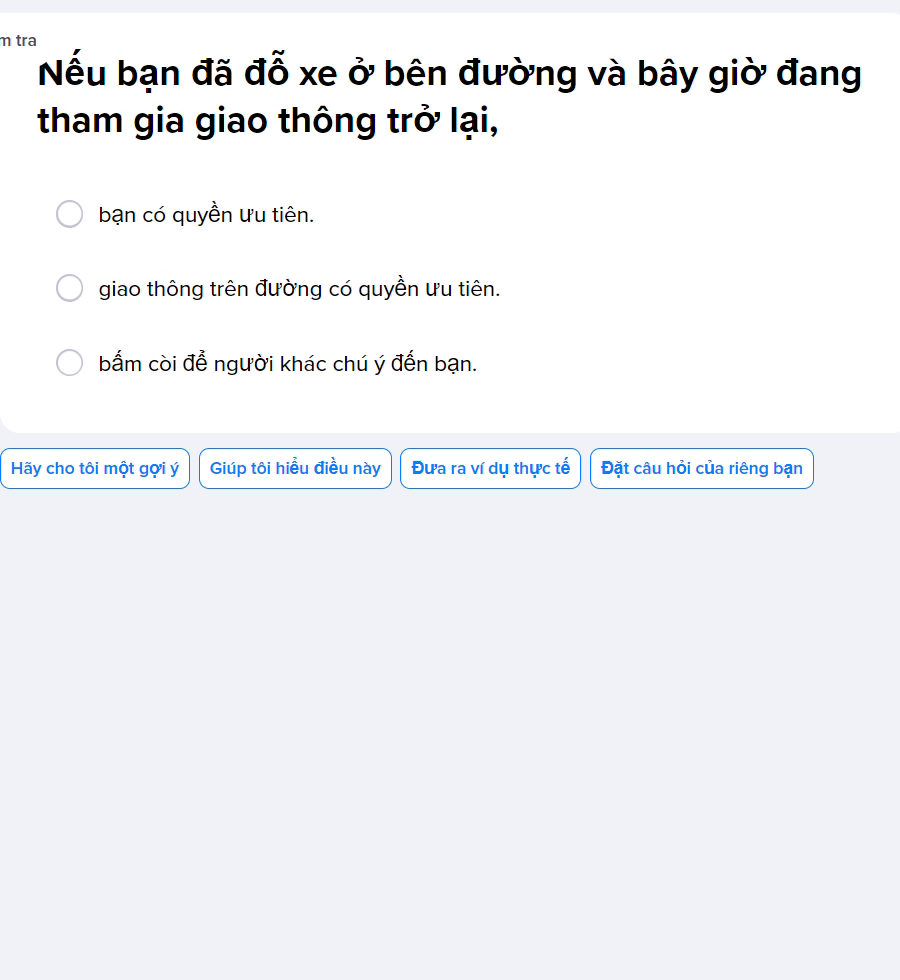 m tra
Nếu bạn đã đỗ xe ở bên đường và bây giờ đang
tham gia giao thông trở lại,
bạn có quyền ưu tiên.
giao thông trên đường có quyền ưu tiên.
bấm còi để người khác chú ý đến bạn.
Hãy cho tôi một gợi ý
Giúp tôi hiểu điều này
Đưa ra ví dụ thực tế
Đặt câu hỏi của riêng bạn